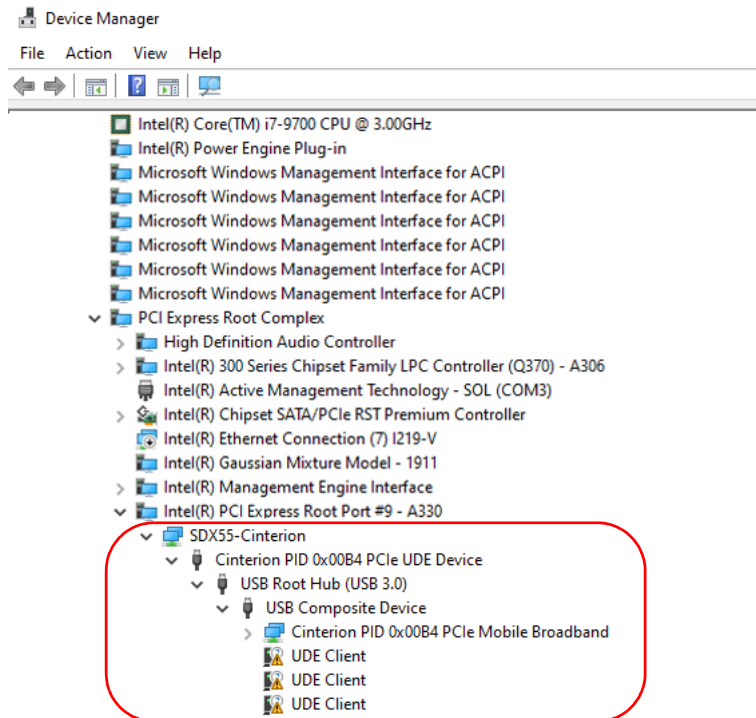 Device Manager
File Action View Help
Intel(R) Core(TM) i7-9700 CPU @ 3.00GHz
Intel(R) Power Engine Plug-in
Microsoft Windows Management Interface for ACPI
Microsoft Windows Management Interface for ACPI
Microsoft Windows Management Interface for ACPI
Microsoft Windows Management Interface for ACPI
Microsoft Windows Management Interface for ACPI
Microsoft Windows Management Interface for ACPI
PCI Express Root Complex
High Definition Audio Controller
Intel(R) 300 Series Chipset Family LPC Controller (Q370) - A306
Intel(R) Active Management Technology - SOL (COM3)
Intel(R) Chipset SATA/PCIe RST Premium Controller
Intel(R) Ethernet Connection (7) I219-V
Intel(R) Gaussian Mixture Model - 1911
Intel(R) Management Engine Interface
Intel(R) PCI Express Root Port #9 - A330
SDX55-Cinterion
Cinterion PID 0x00B4 PCIe UDE Device
USB Root Hub (USB 3.0)
USB Composite Device
Cinterion PID 0x00B4 PCIe Mobile Broadband
UDE Client
UDE Client
UDE Client